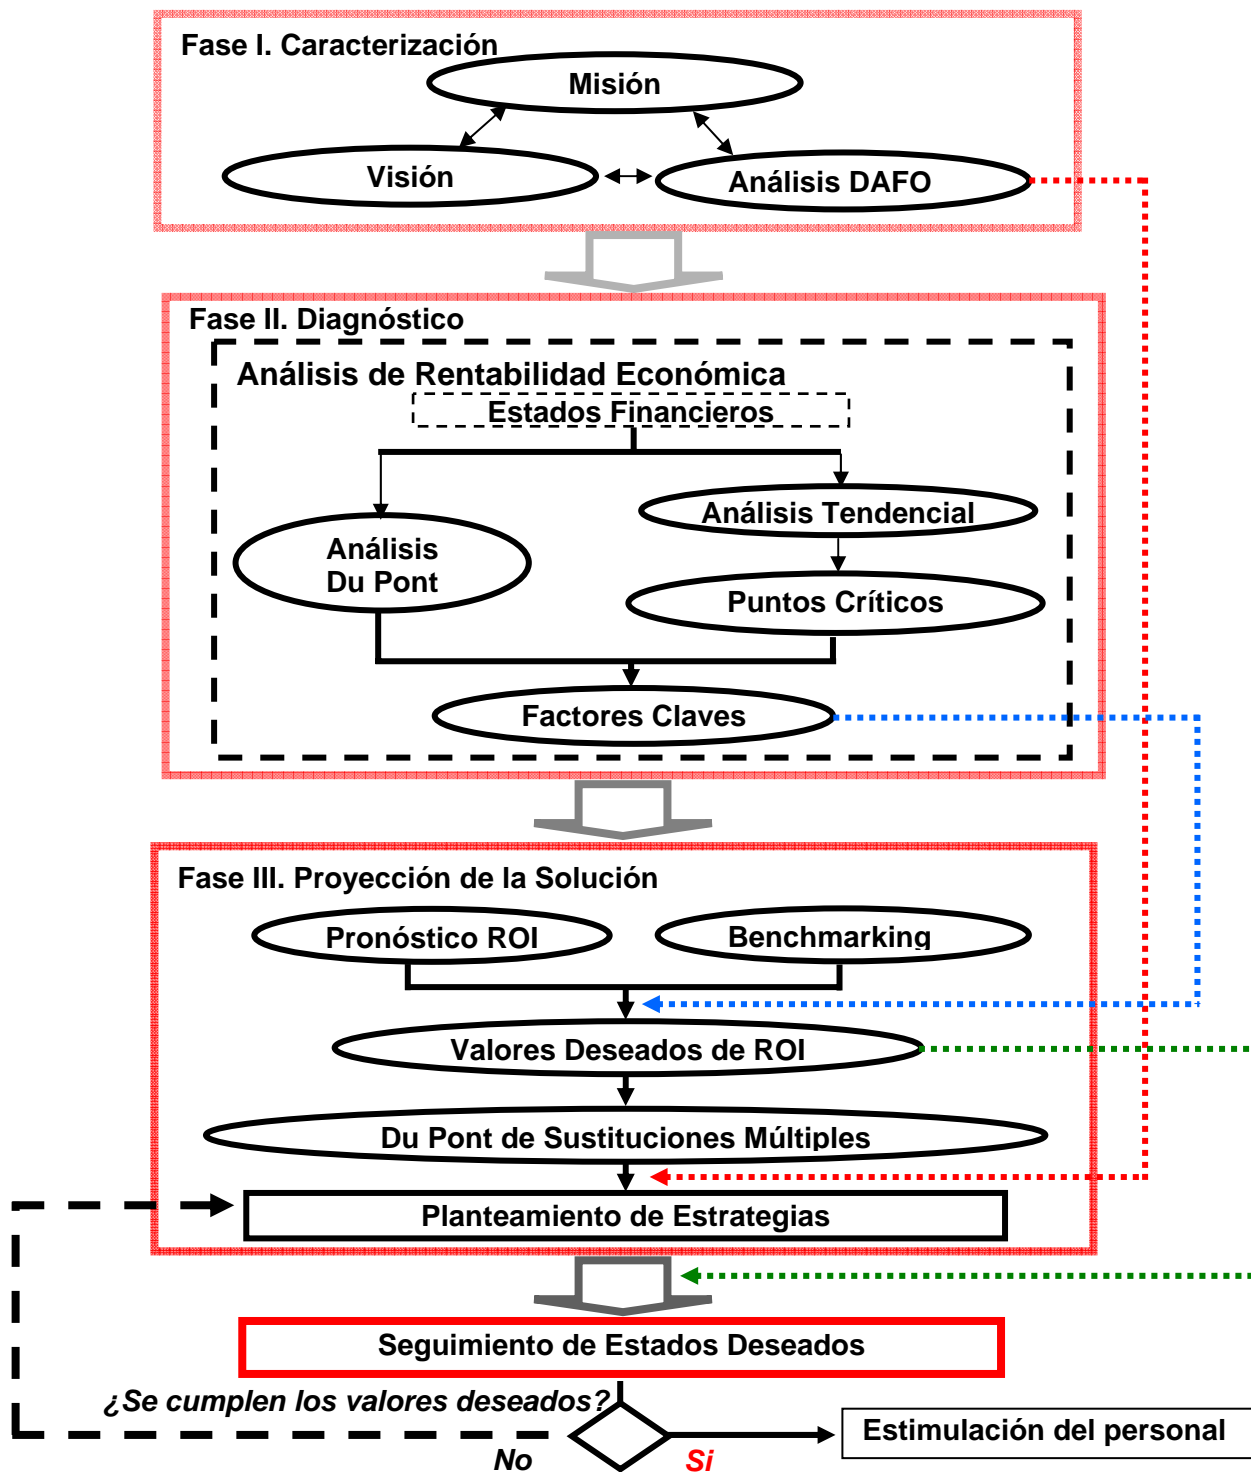 Fase I. Caracterización
Misión
Visión
Análisis DAFO
Fase II. Diagnóstico
Análisis de Rentabilidad Económica
Estados Financieros
Análisis Tendencial
Análisis
Du Pont
Puntos Críticos
Factores Claves
Fase III. Proyección de la Solución
Pronóstico ROI
Benchmarking
Valores Deseados de ROI
Du Pont de Sustituciones Múltiples
Planteamiento de Estrategias
Seguimiento de Estados Deseados
¿Se cumplen los valores deseados?
No
Si
Estimulación del personal